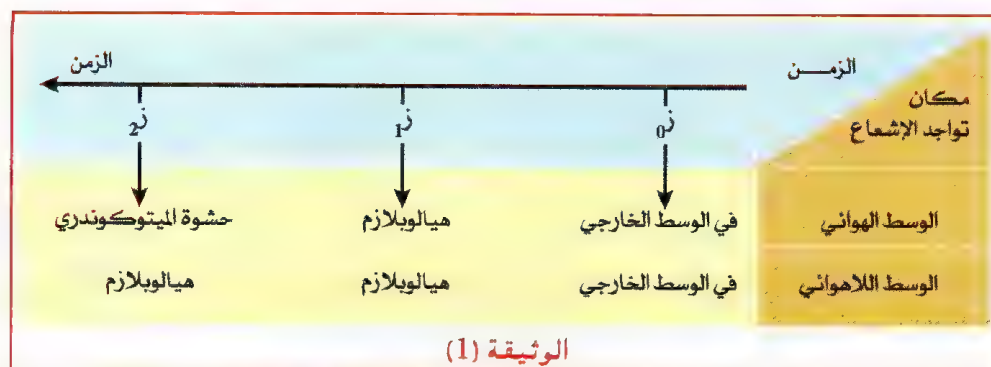 الزمــــن
الزمن
مكان
تواجد الإشعاع
ز0
ز1
ز2
الوسط الهوائي
في الوسط الخارجي
هيالوبلازم
حشوة الميتوكوندري
الوسط اللاهوائي
في الوسط الخارجي
هيالوبلازم
هيالوبلازم
الوثيقة (1)